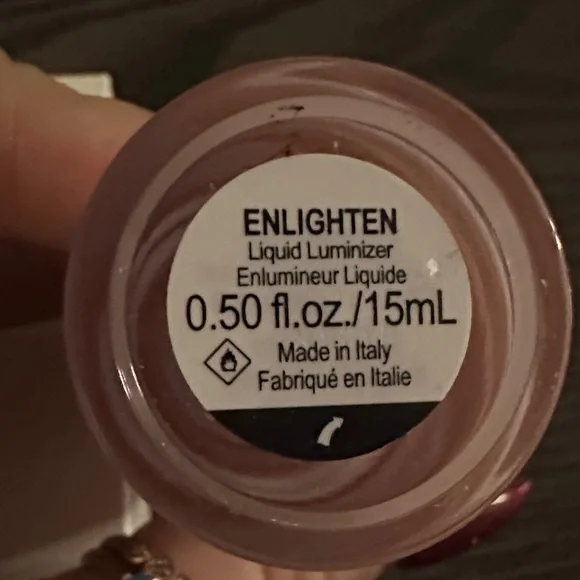 ENLIGHTEN
Liquid Luminizer
Enlumineur Liquide
0.50 fl.oz./15mL
Made in Italy
Fabriqué en Italie